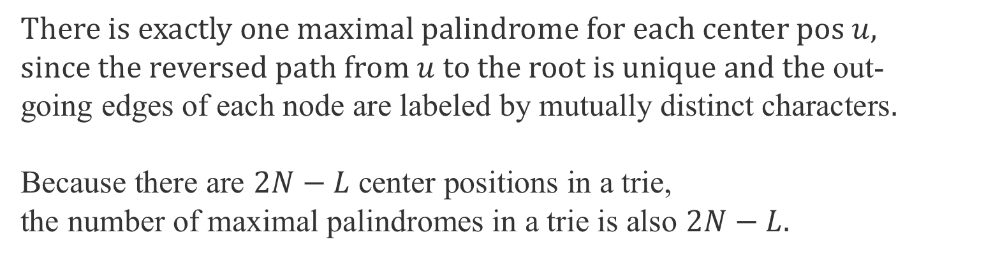 There is exactly one maximal palindrome for each center pos u,
since the reversed path from u to the root is unique and the out-
going edges of each node are labeled by mutually distinct characters.
Because there are 2N − L center positions in a trie,
the number of maximal palindromes in a trie is also 2N − L.